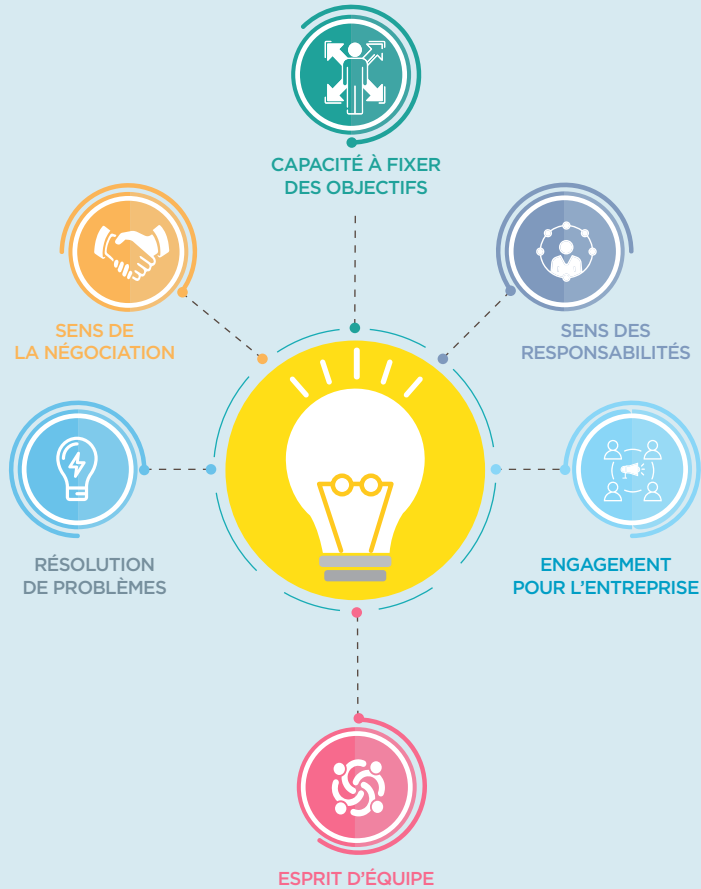 CAPACITÉ À FIXER
DES OBJECTIFS
SENS DE
LA NÉGOCIATION
SENS DES
RESPONSABILITÉS
RÉSOLUTION
DE PROBLÈMES
ENGAGEMENT
POUR L’ENTREPRISE
ESPRIT D’ÉQUIPE